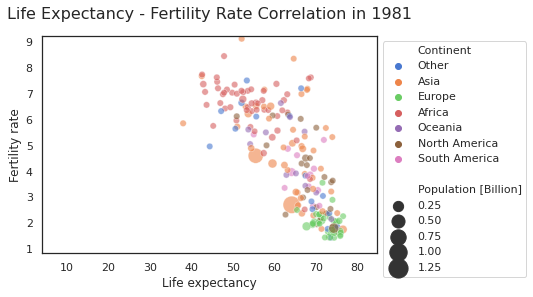 Life Expectancy - Fertility Rate Correlation in 1981
9
8
7
6
5
4
3
2
1
Fertility rate
10 20 30 40 50 60 70 80
Life expectancy
Continent
Other
Asia
Europe
Africa
Oceania
North America
South America
Population [Billion]
0.25
0.50
0.75
1.00
1.25